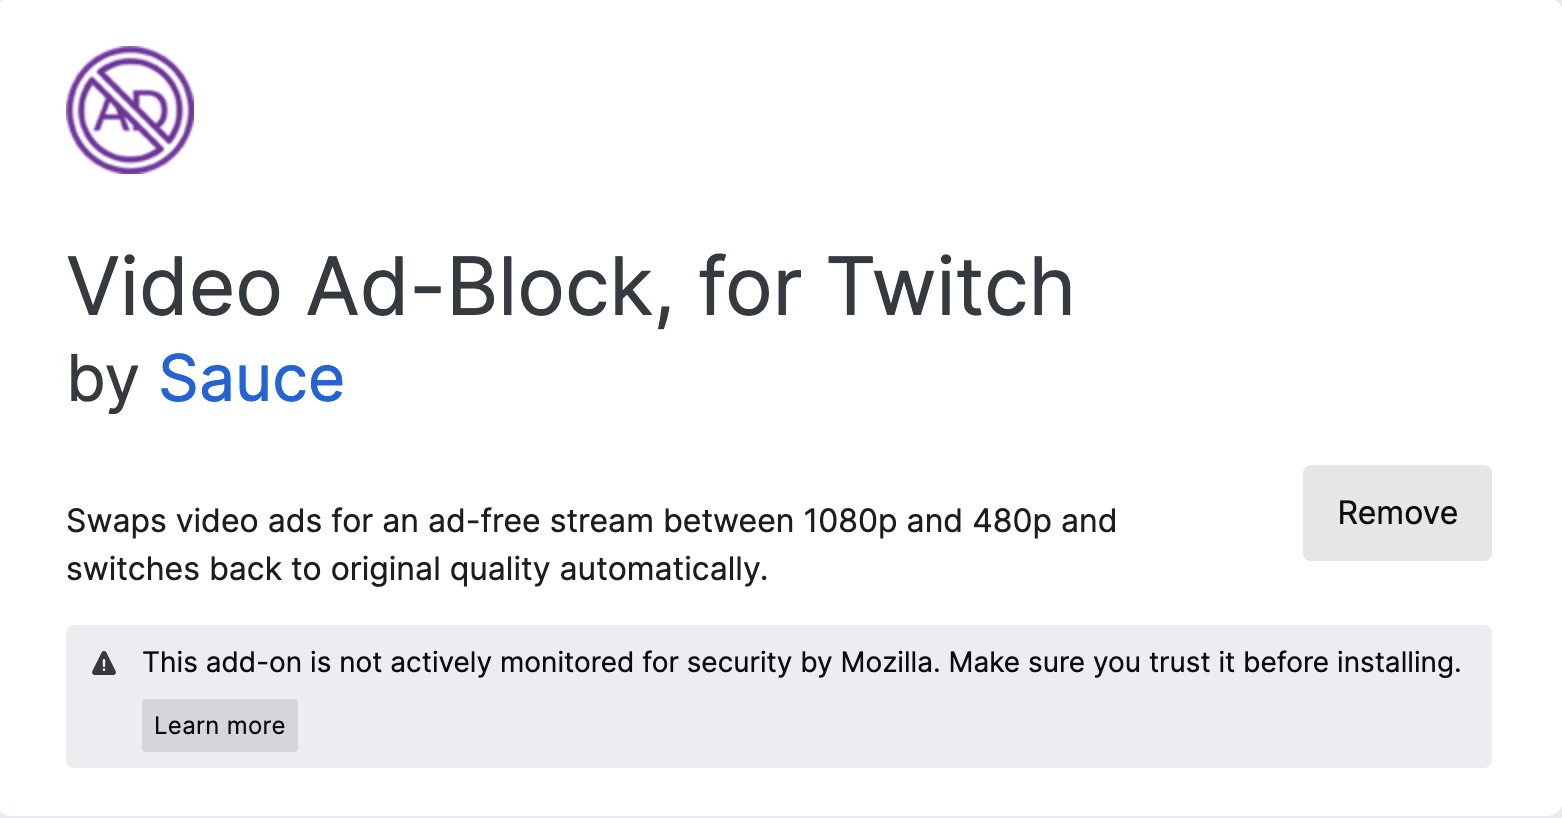 AD
Video Ad-Block, for Twitch
by Sauce
Swaps video ads for an ad-free stream between 1080p and 480p and
switches back to original quality automatically.
Remove
This add-on is not actively monitored for security by Mozilla. Make sure you trust it before installing.
Learn more